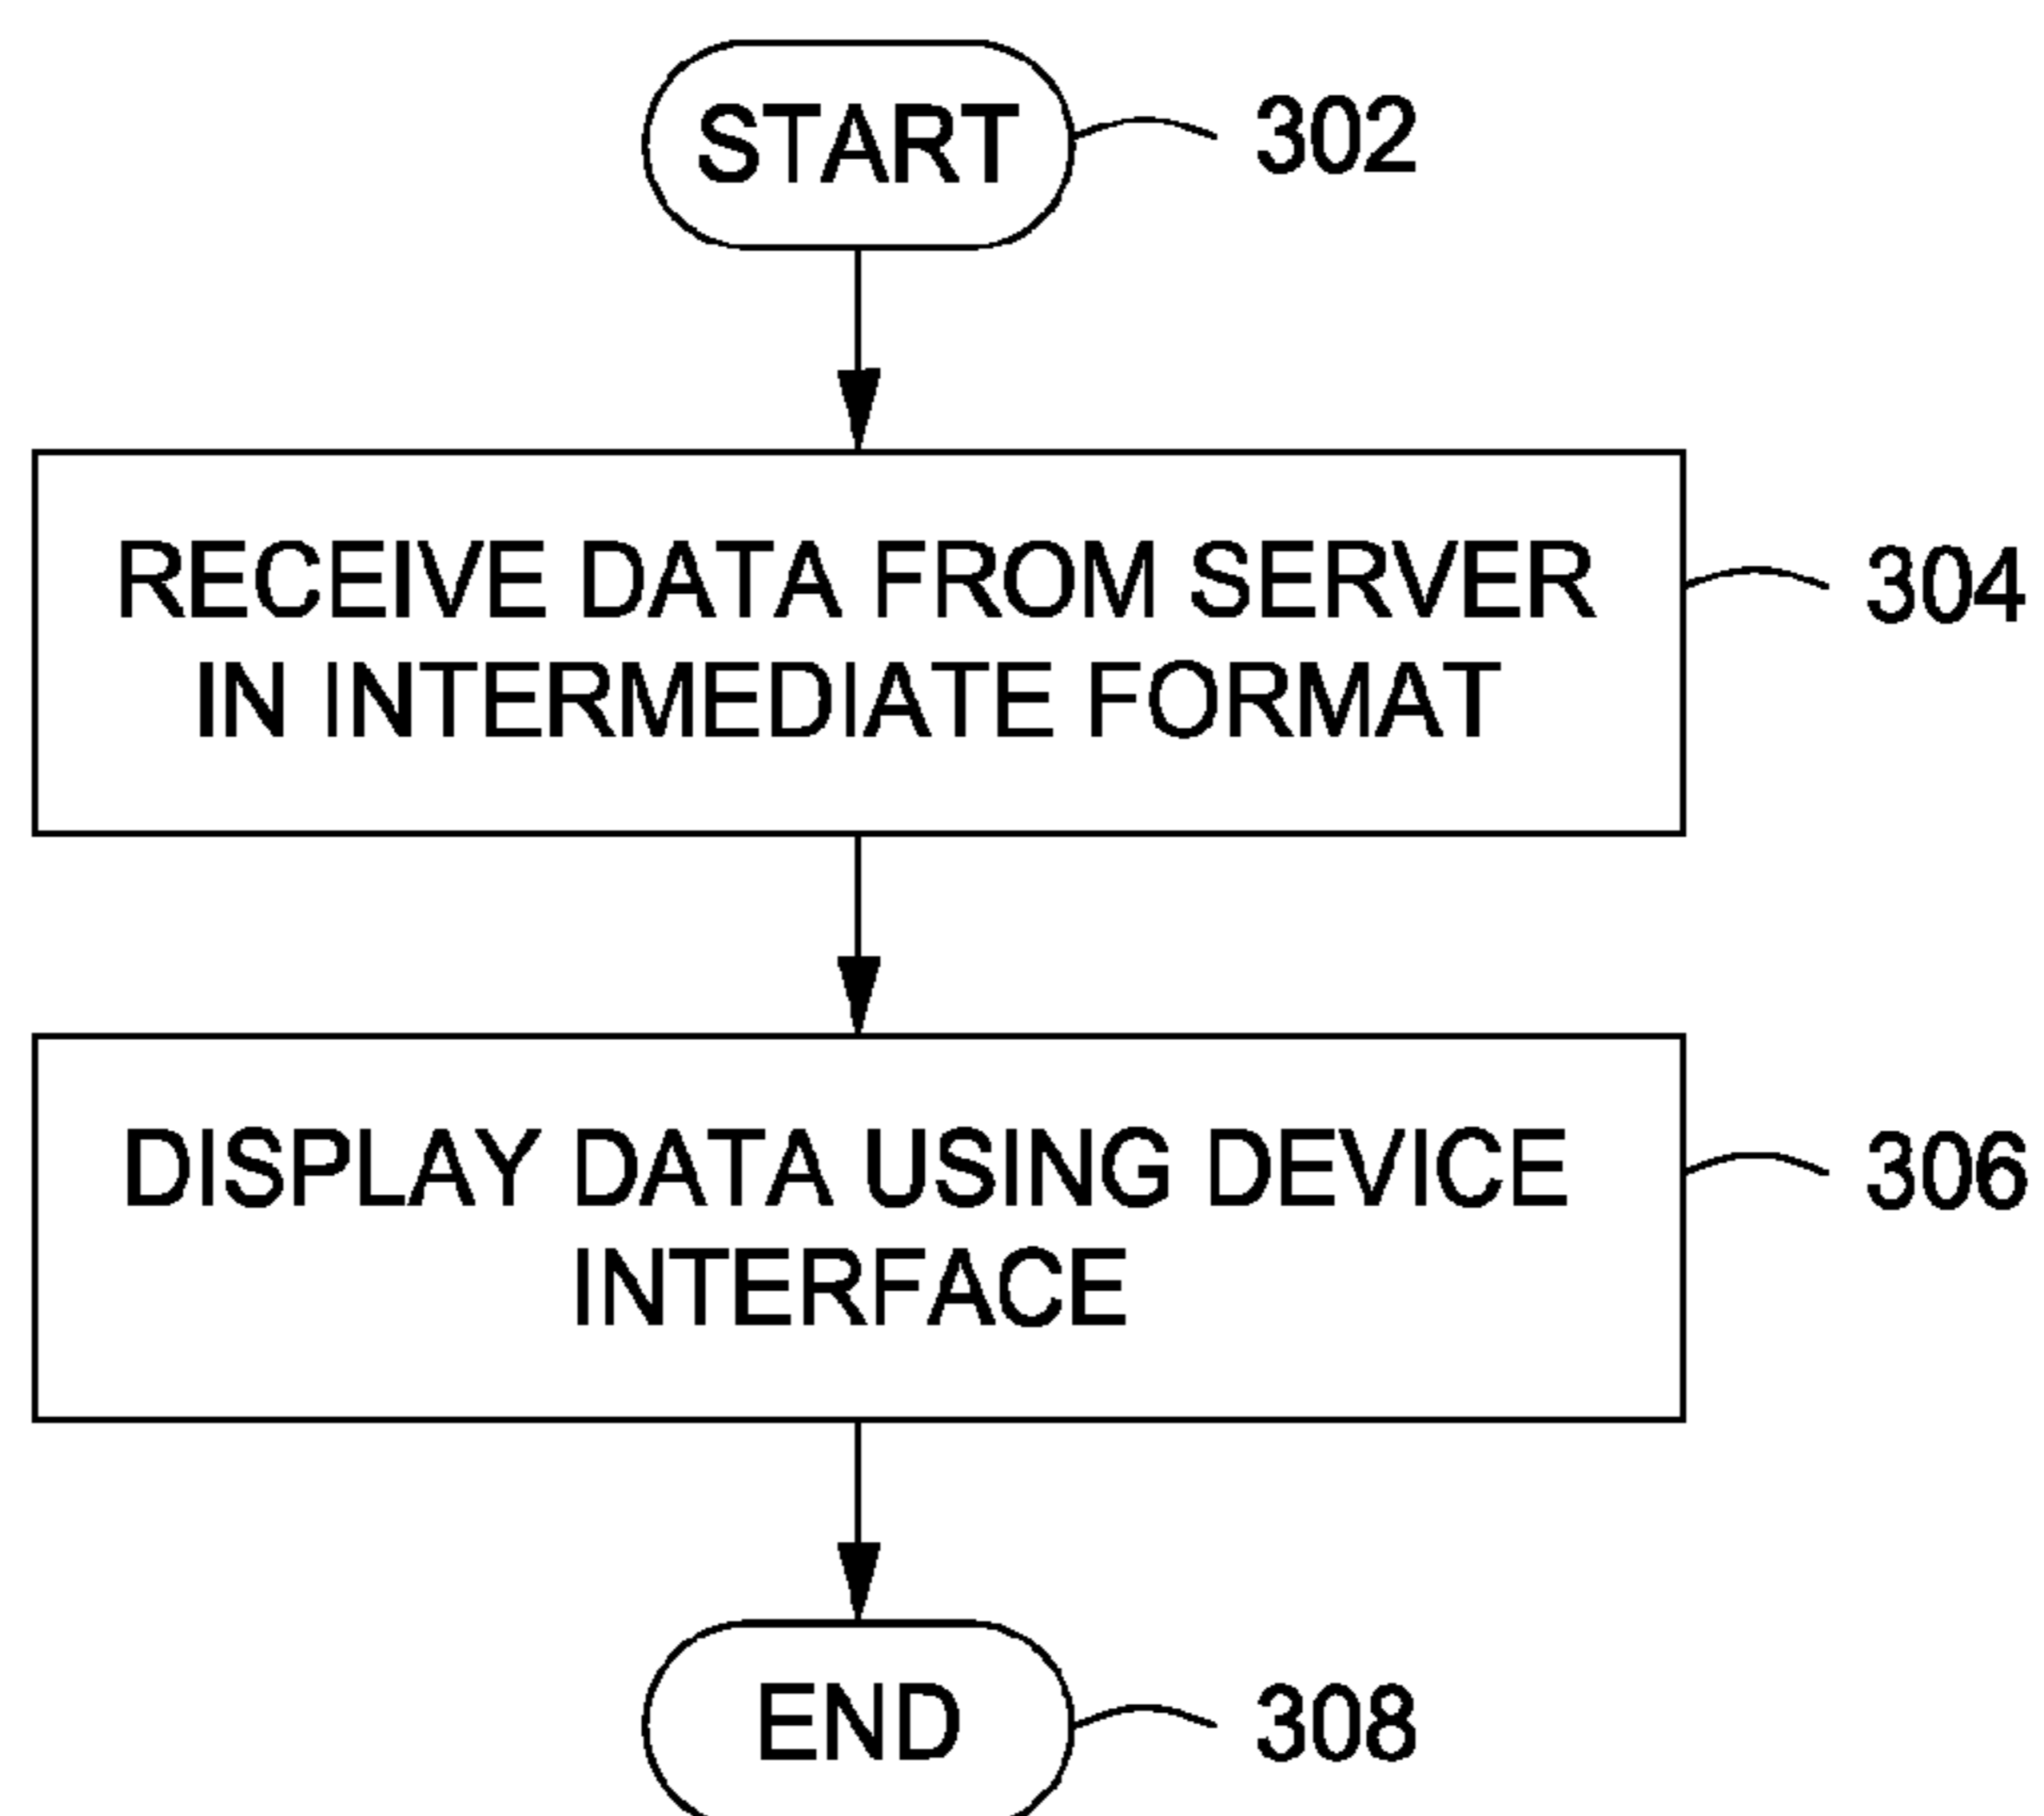 START 302
RECEIVE DATA FROM SERVER 304
IN INTERMEDIATE FORMAT
DISPLAY DATA USING DEVICE 306
INTERFACE
END 308